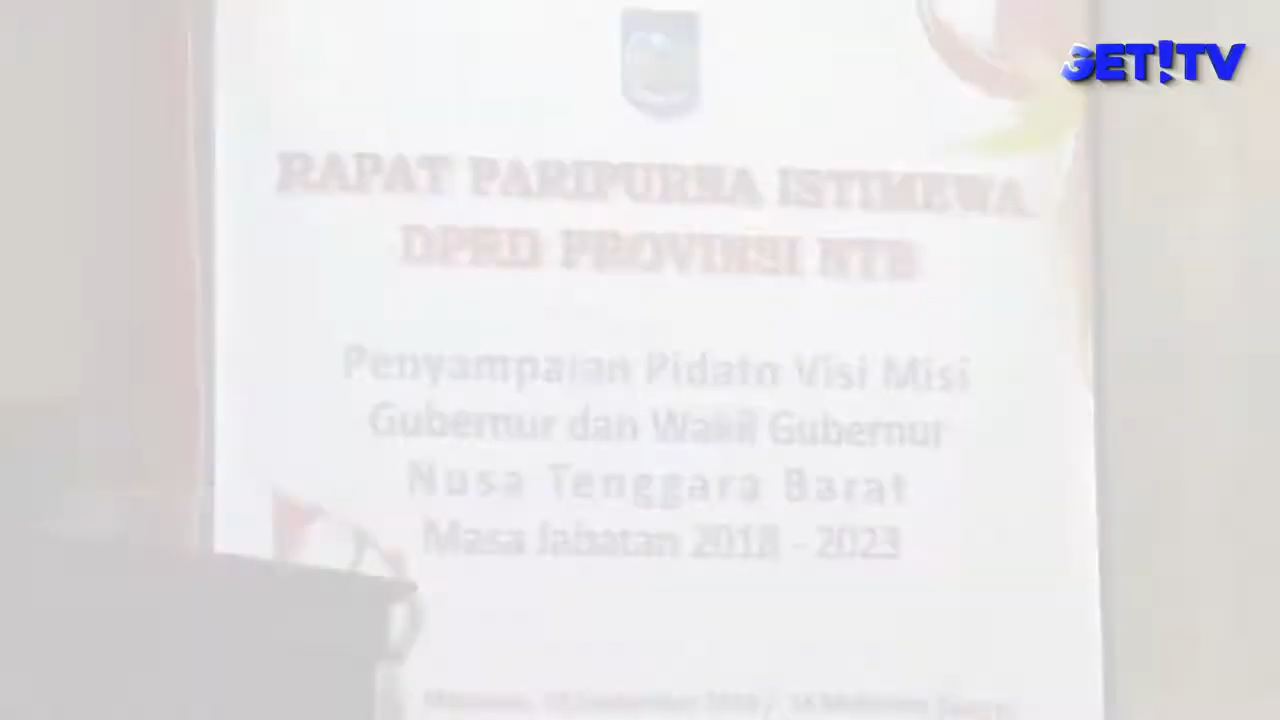 GET!TV
RAPAT PARIPURNA ISTIMEWA
DPRD PROVINSI NTB
Penyampaian Pidato Visi Misi
Gubernur dan Wakil Gubernur
Nusa Tenggara Barat
Masa Jabatan 2018 - 2023